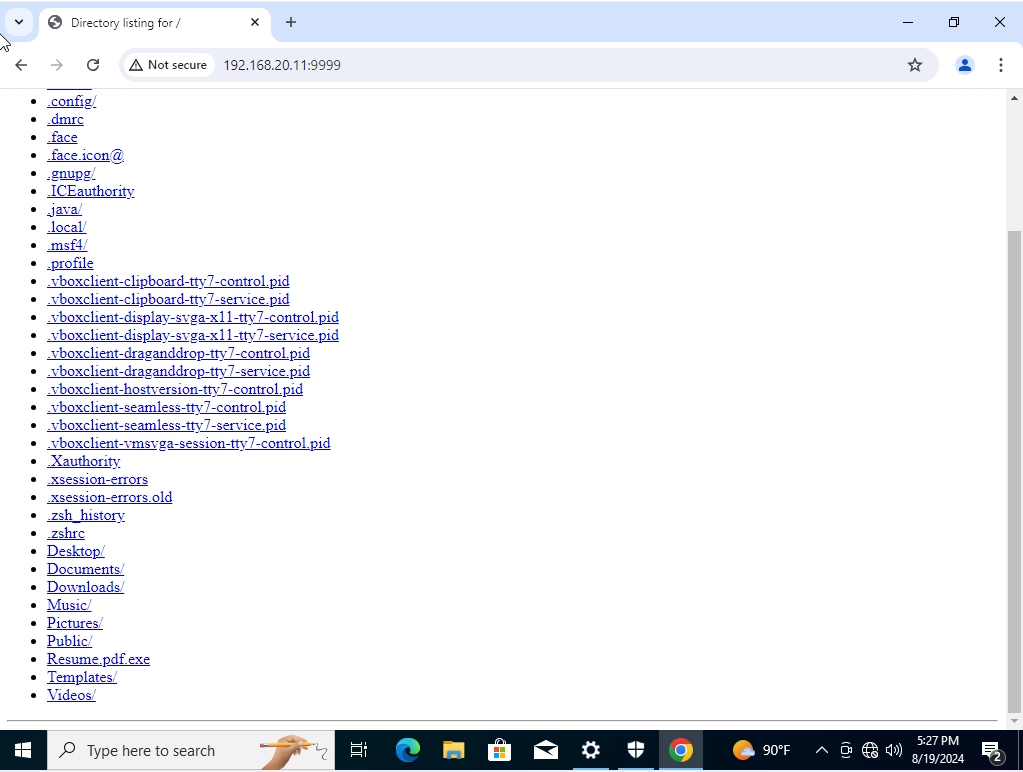 Directory listing for /
Not secure
192.168.20.11:9999
.config/
.dmrc
.face
.face.icon@
.gnupg/
.ICEauthority
.java/
.local/
.msf4/
.profile
.vboxclient-clipboard-tty7-control.pid
.vboxclient-clipboard-tty7-service.pid
.vboxclient-display-svga-x11-tty7-control.pid
.vboxclient-display-svga-x11-tty7-service.pid
.vboxclient-draganddrop-tty7-control.pid
.vboxclient-draganddrop-tty7-service.pid
.vboxclient-hostversion-tty7-control.pid
.vboxclient-seamless-tty7-control.pid
.vboxclient-seamless-tty7-service.pid
.vboxclient-vmsvga-session-tty7-control.pid
.Xauthority
.xsession-errors
.xsession-errors.old
.zsh_history
.zshrc
Desktop/
Documents/
Downloads/
Music/
Pictures/
Public/
Resume.pdf.exe
Templates/
Videos/
Type here to search
90°F
5:27 PM
8/19/2024
2